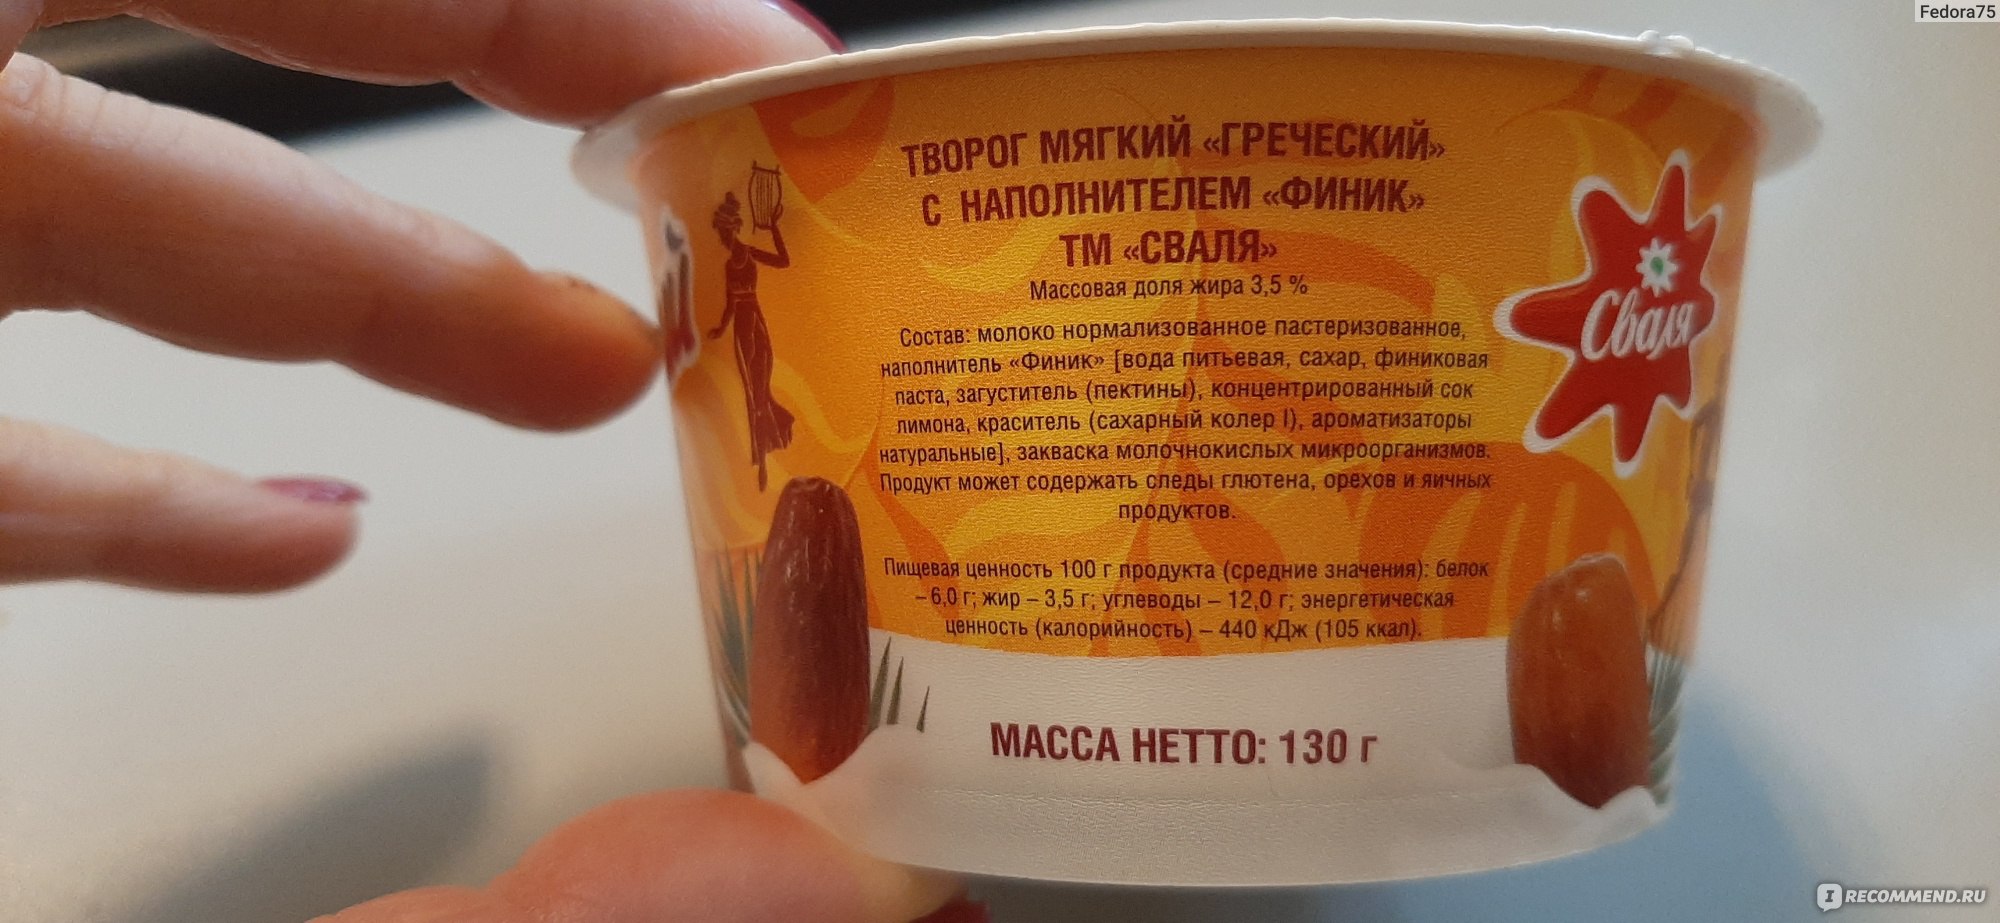 Fedora75
ТВОРОГ МЯГКИЙ «ГРЕЧЕСКИЙ»
С НАПОЛНИТЕЛЕМ «ФИНИК»
ТМ «СВАЛЯ»
Массовая доля жира 3,5 %
Состав: молоко нормализованное пастеризованное,
наполнитель «Финик» [вода питьевая, сахар, финиковая
паста, загуститель (пектины), концентрированный сок
лимона, краситель (сахарный колер I), ароматизаторы
натуральные], закваска молочнокислых микроорганизмов.
Продукт может содержать следы глютена, орехов и яичных
продуктов.
Пищевая ценность 100 г продукта (средние значения): белок
– 6,0 г; жир – 3,5 г; углеводы – 12,0 г; энергетическая
ценность (калорийность) – 440 кДж (105 ккал).
МАССА НЕТТО: 130 г
Сваля
IRECOMMEND.RU